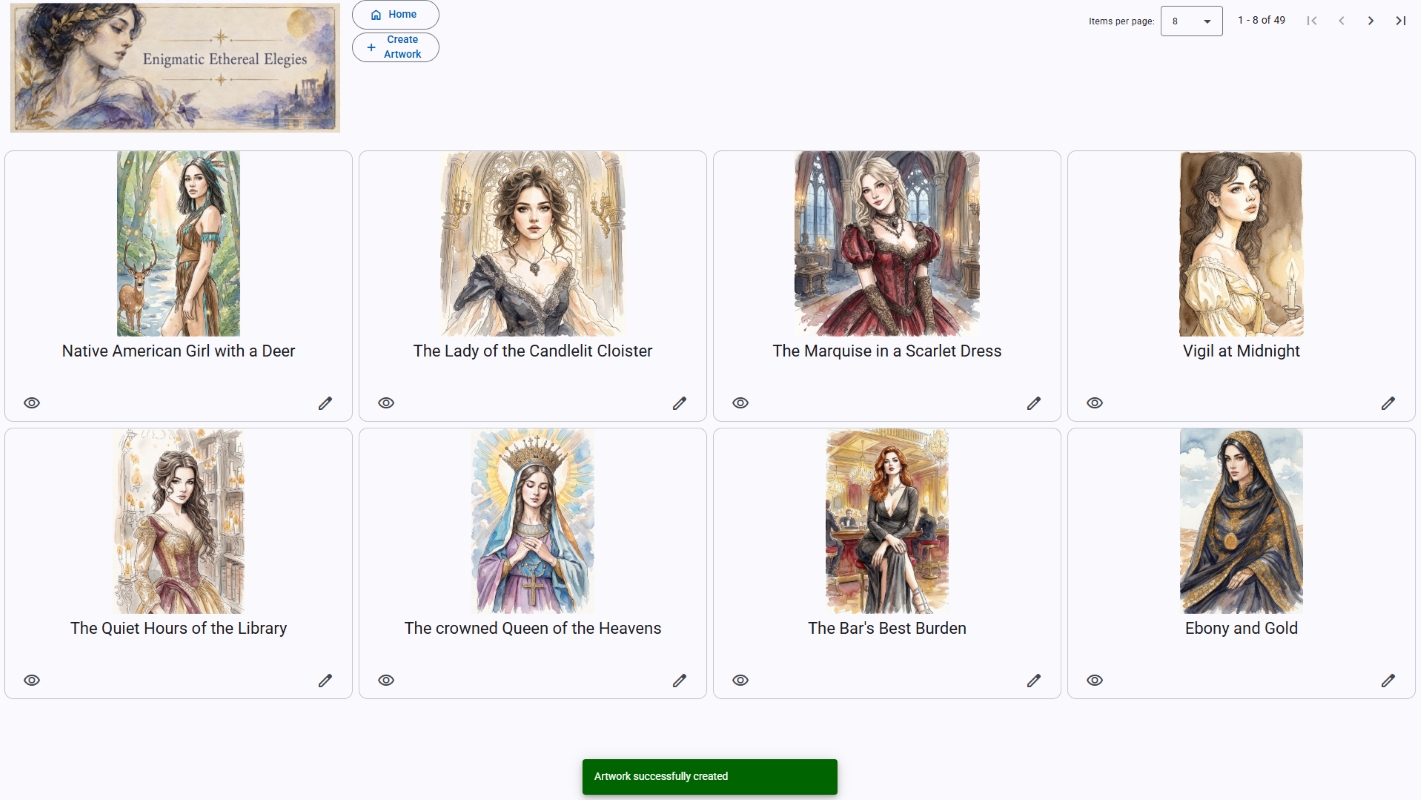 Enigmatic Ethereal Elegies
Home
Create
Artwork
Items per page:
8
1 - 8 of 49
Native American Girl with a Deer
The Lady of the Candlelit Cloister
The Marquise in a Scarlet Dress
Vigil at Midnight
The Quiet Hours of the Library
The crowned Queen of the Heavens
The Bar's Best Burden
Ebony and Gold
Artwork successfully created